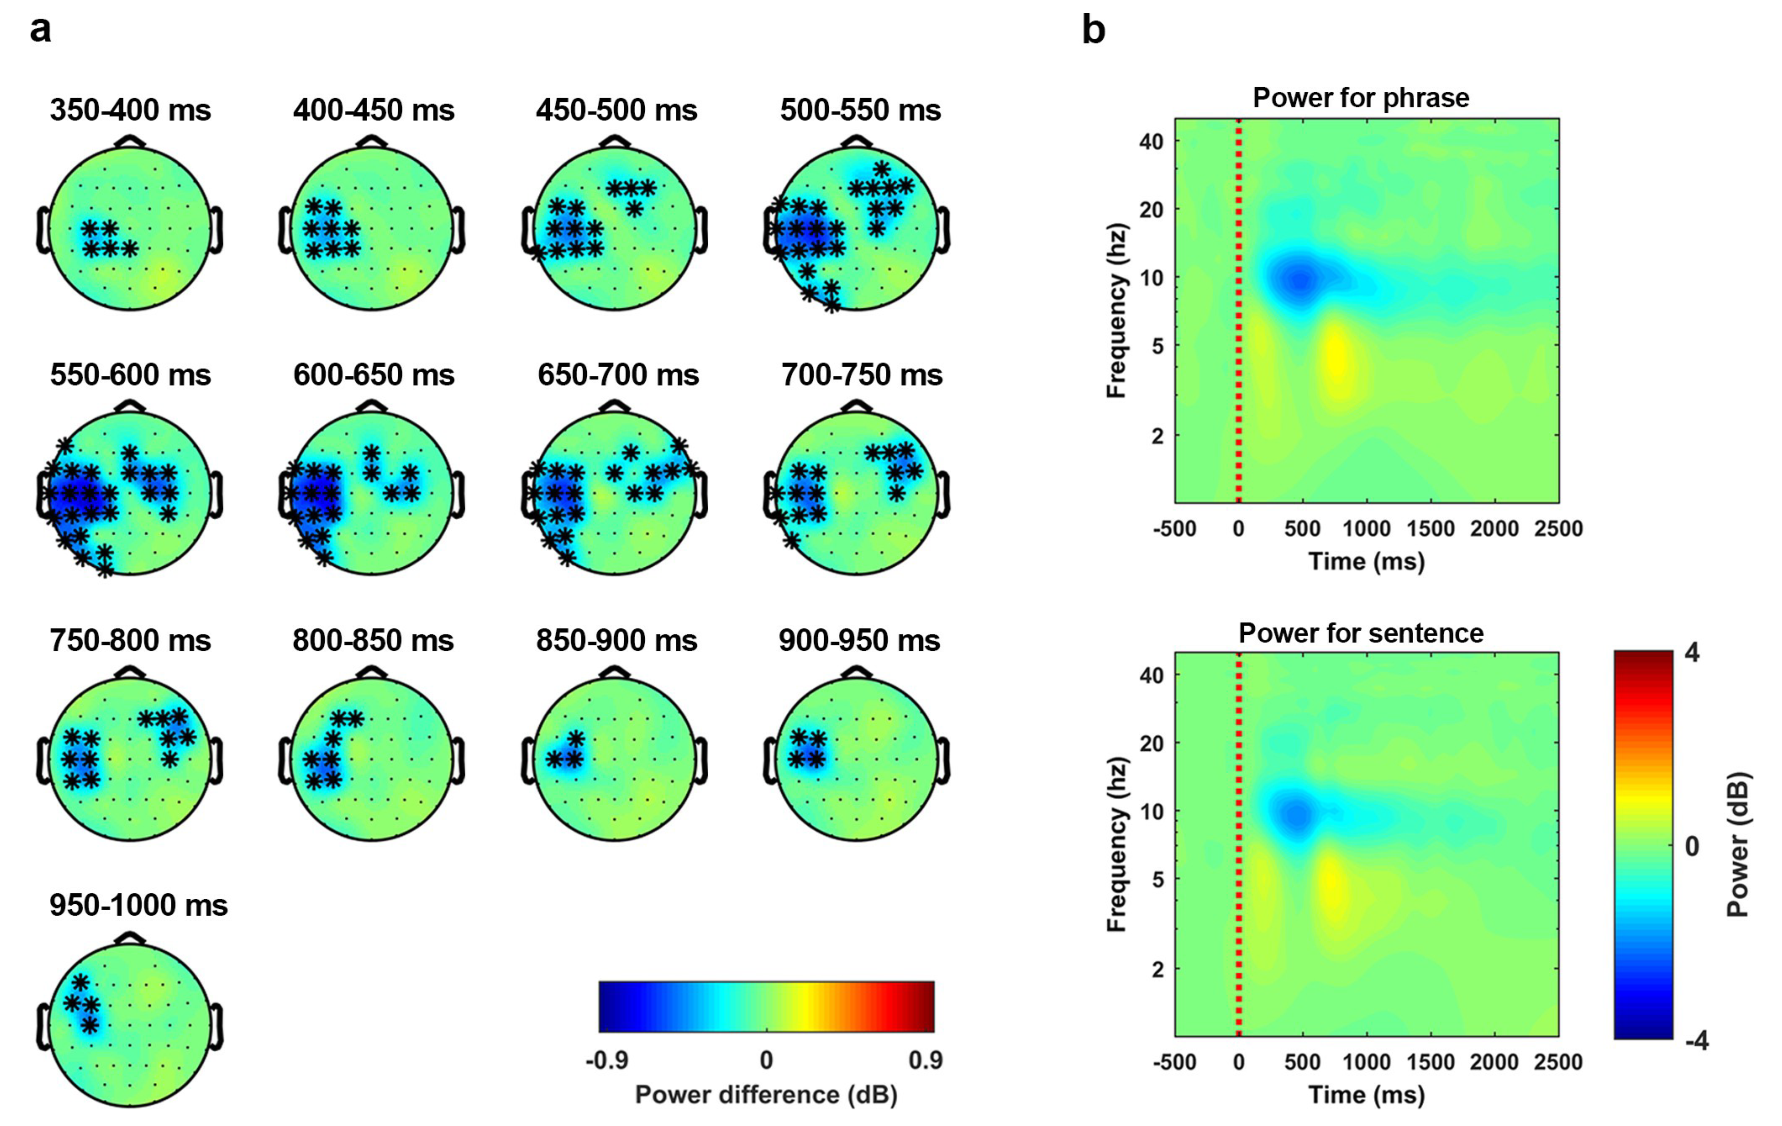 a
350-400 ms
400-450 ms
450-500 ms
500-550 ms
550-600 ms
600-650 ms
650-700 ms
700-750 ms
750-800 ms
800-850 ms
850-900 ms
900-950 ms
950-1000 ms
-0.9 0 0.9
Power difference (dB)
b
Power for phrase
Frequency (hz)
40
20
10
5
2
-500 0 500 1000 1500 2000 2500
Time (ms)
Power for sentence
Frequency (hz)
40
20
10
5
2
-500 0 500 1000 1500 2000 2500
Time (ms)
4
0
-4
Power (dB)